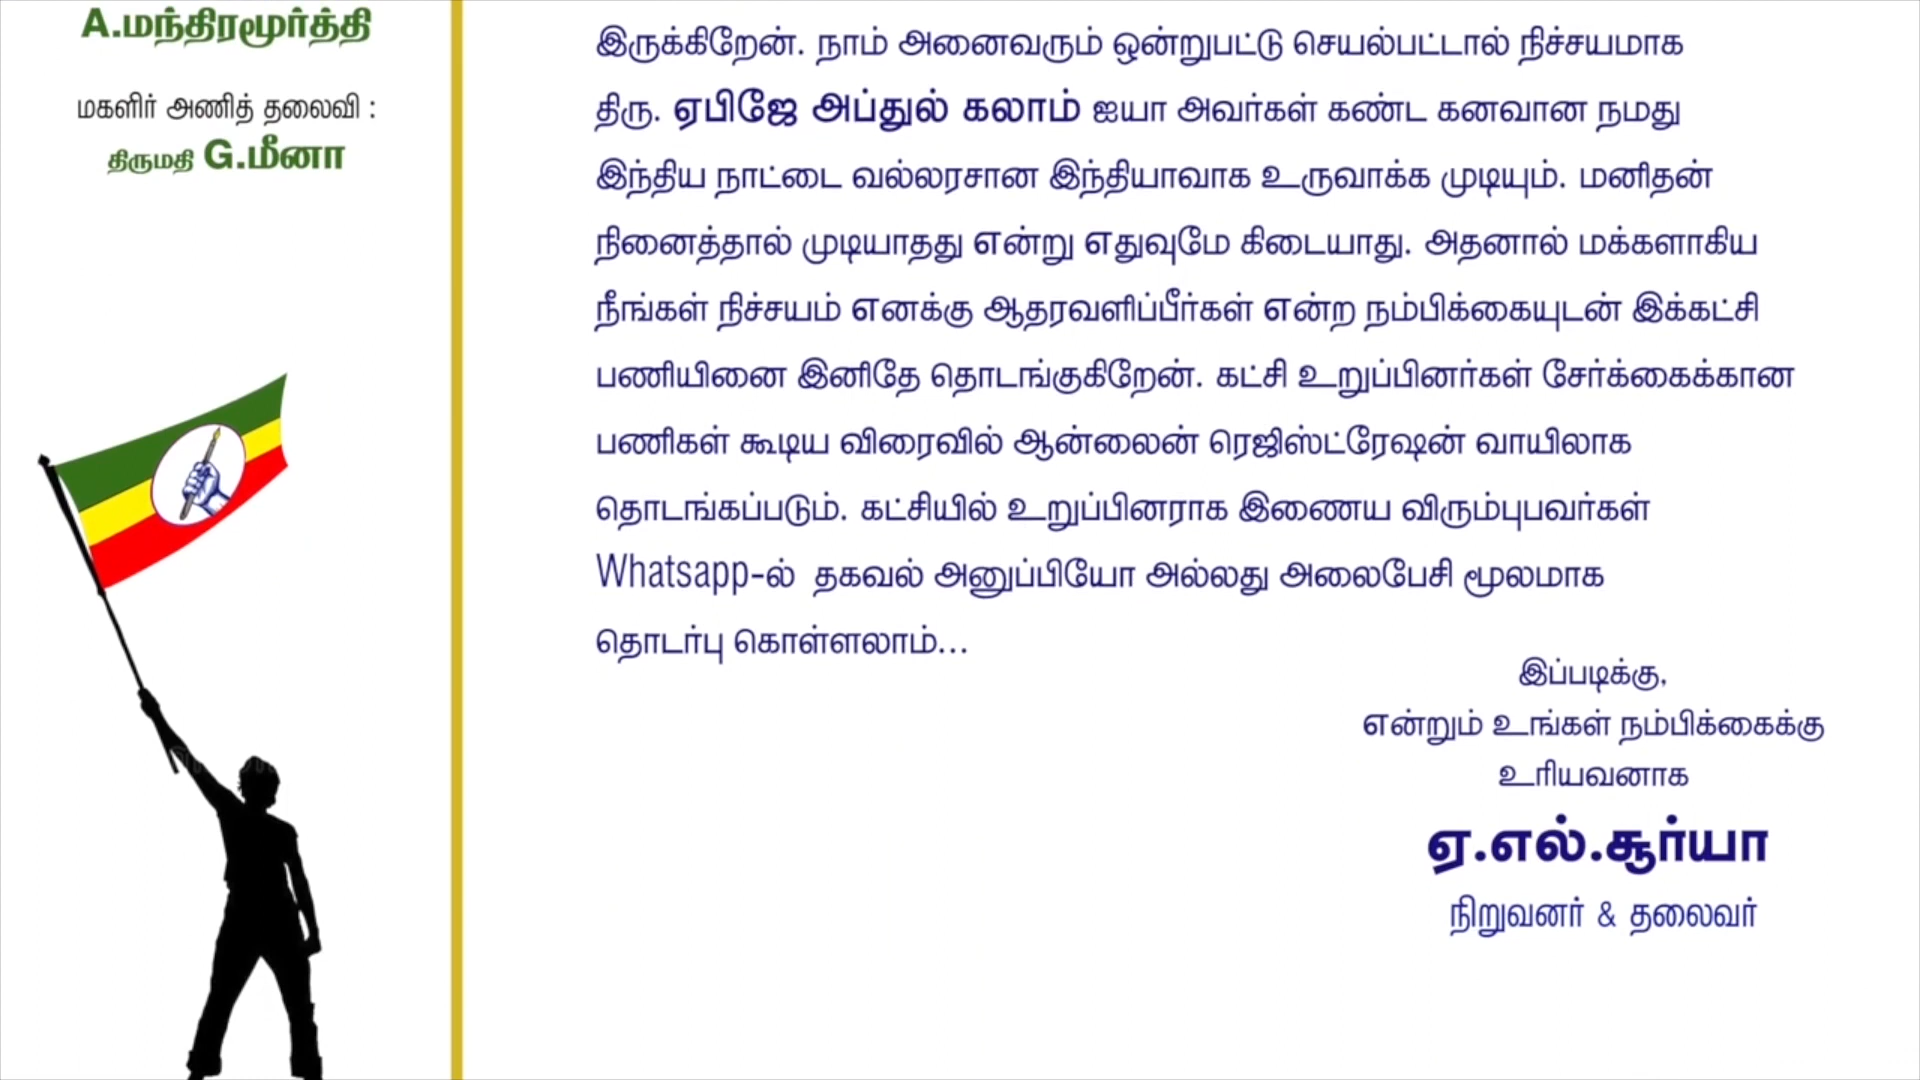 A.மந்திரமூர்த்தி
மகளிர் அணித் தலைவி :
திருமதி G.மீனா
இருக்கிறேன். நாம் அனைவரும் ஒன்றுபட்டு செயல்பட்டால் நிச்சயமாக
திரு. ஏபிஜே அப்துல் கலாம் ஐயா அவர்கள் கண்ட கனவான நமது
இந்திய நாட்டை வல்லரசான இந்தியாவாக உருவாக்க முடியும். மனிதன்
நினைத்தால் முடியாதது என்று எதுவுமே கிடையாது. அதனால் மக்களாகிய
நீங்கள் நிச்சயம் எனக்கு ஆதரவளிப்பீர்கள் என்ற நம்பிக்கையுடன் இக்கட்சி
பணியினை இனிதே தொடங்குகிறேன். கட்சி உறுப்பினர்கள் சேர்க்கைக்கான
பணிகள் கூடிய விரைவில் ஆன்லைன் ரெஜிஸ்ட்ரேஷன் வாயிலாக
தொடங்கப்படும். கட்சியில் உறுப்பினராக இணைய விரும்புபவர்கள்
Whatsapp-ல் தகவல் அனுப்பியோ அல்லது அலைபேசி மூலமாக
தொடர்பு கொள்ளலாம்...
இப்படிக்கு,
என்றும் உங்கள் நம்பிக்கைக்கு
உரியவனாக
ஏ.எல்.சூர்யா
நிறுவனர் & தலைவர்